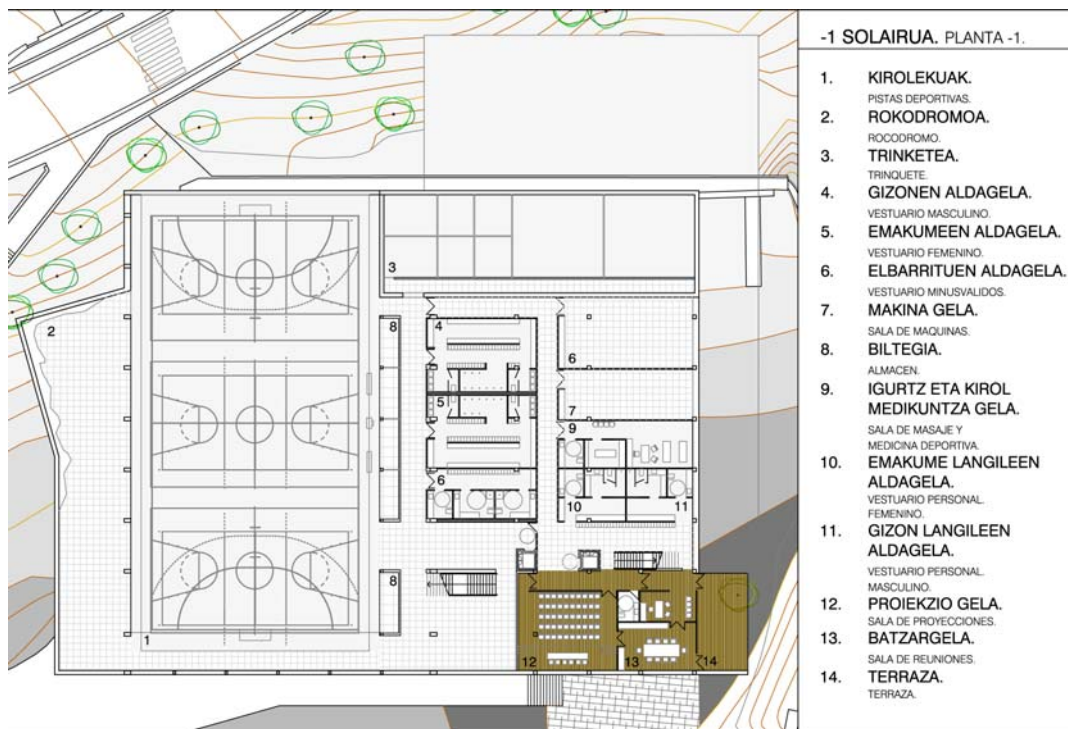 -1 SOLAIRUA. PLANTA -1.
1. KIROLEKUAK.
PISTAS DEPORTIVAS.
2. ROKODROMOA.
ROCODROMO.
3. TRINKETEA.
TRINQUETE.
4. GIZONEN ALDAGELA.
VESTUARIO MASCULINO.
5. EMAKUMEEN ALDAGELA.
VESTUARIO FEMENINO.
6. ELBARRITUEN ALDAGELA.
VESTUARIO MINUSVALIDOS.
7. MAKINA GELA.
SALA DE MAQUINAS.
8. BILTEGIA.
ALMACEN.
9. IGURTZ ETA KIROL
MEDIKUNTZA GELA.
SALA DE MASAJE Y
MEDICINA DEPORTIVA.
10. EMAKUME LANGILEEN
ALDAGELA.
VESTUARIO PERSONAL.
FEMENINO.
11. GIZON LANGILEEN
ALDAGELA.
VESTUARIO PERSONAL.
MASCULINO.
12. PROIEKZIO GELA.
SALA DE PROYECCIONES.
13. BATZARGELA.
SALA DE REUNIONES.
14. TERRAZA.
TERRAZA.
3
2
8
4
6
5
7
9
6
10
11
8
1
12
13
14